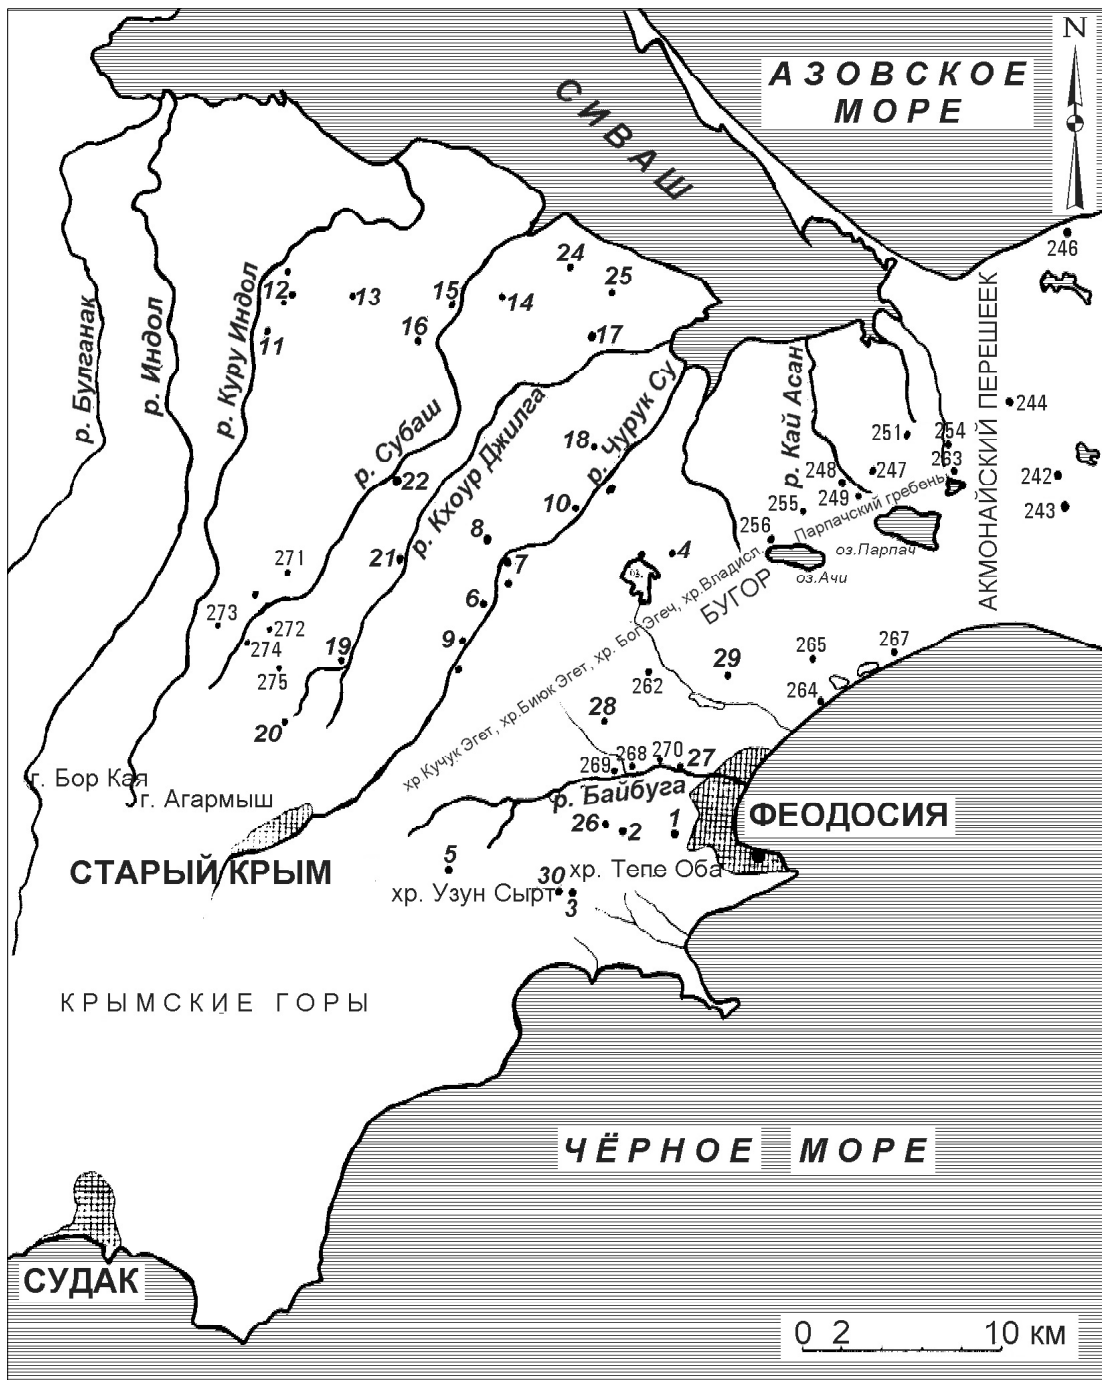 N
АЗОВСКОЕ
МОРЕ
СИВАШ
246
24
25
12
13
15
14
16
17
11
р. Булганак
р. Индол
р. Куру Индол
р. Субаш
р. Кхоур Джилга
р. Чурук Су
р. Кай Асан
АКМОНАЙСКИЙ ПЕРЕШЕЕК
244
251
254
18
263
248
247
242
22
249
10
255
243
256
8
Парпачский гребень
оз.Парпач
оз.Ачи
21
7
4
271
6
БУГОР
хр.Кучук Эгет, хр.Биюк Эгет, хр. Боп Эгеч, хр.Владисл.
273
272
274
9
19
275
265
267
29
262
264
20
28
268
270
27
269
г. Бор Кая
г. Агармыш
р. Байбуга
ФЕОДОСИЯ
26
2
1
5
СТАРЫЙ КРЫМ
30
хр. Тепе Оба
хр. Узун Сырт
3
КРЫМСКИЕ ГОРЫ
ЧЁРНОЕ МОРЕ
СУДАК
0 2 10 км